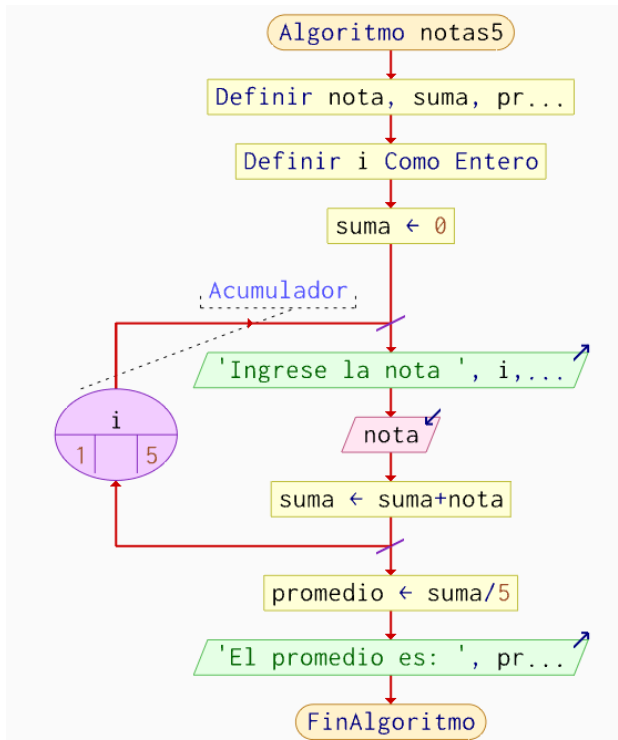 Algoritmo notas5
Definir nota, suma, pr...
Definir i Como Entero
suma ← 0
Acumulador
'Ingrese la nota ', i,...
i
1 5
nota
suma ← suma+nota
promedio ← suma/5
'El promedio es: ', pr...
FinAlgoritmo